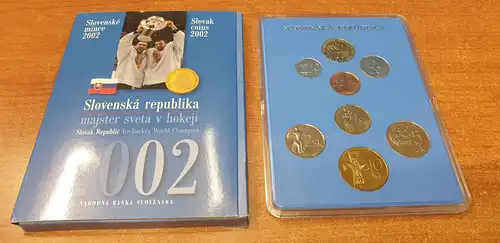 Slovenské
mince
2002
Slovak
coins
2002
Slovenská republika
majster sveta v hokeji
Slovak Republic Ice-hockey World Champion
2002
NÁRODNÁ BANKA SLOVENSKA
SLOVENSKÁ REPUBLIKA